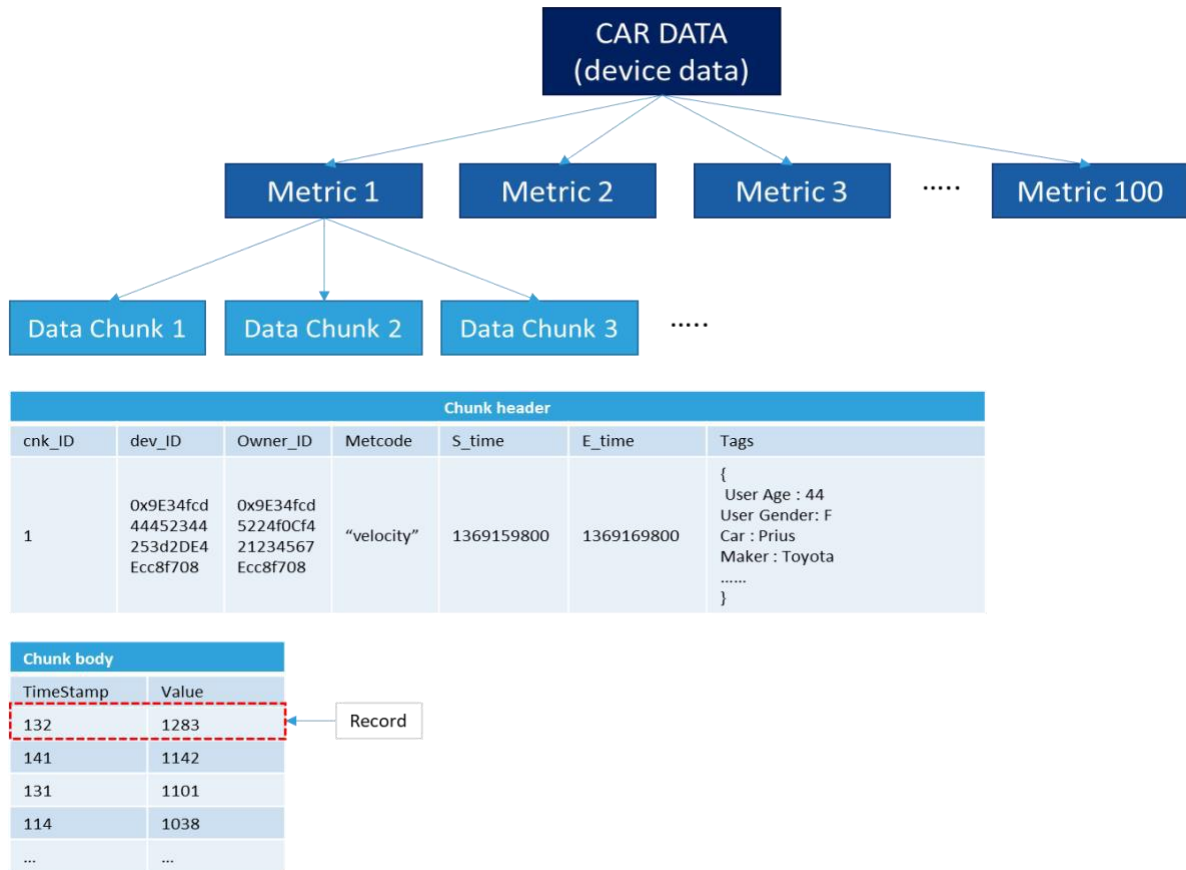 CAR DATA
(device data)
Metric 1
Metric 2
Metric 3
.....
Metric 100
Data Chunk 1
Data Chunk 2
Data Chunk 3
.....
Chunk header
cnk_ID
dev_ID
Owner_ID
Metcode
S_time
E_time
Tags
1
0x9E34fcd
44452344
253d2DE4
Ecc8f708
0x9E34fcd
5224f0Cf4
21234567
Ecc8f708
“velocity”
1369159800
1369169800
{
User Age : 44
User Gender: F
Car : Prius
Maker : Toyota
......
}
Chunk body
TimeStamp
Value
132
1283
Record
141
1142
131
1101
114
1038
...
...